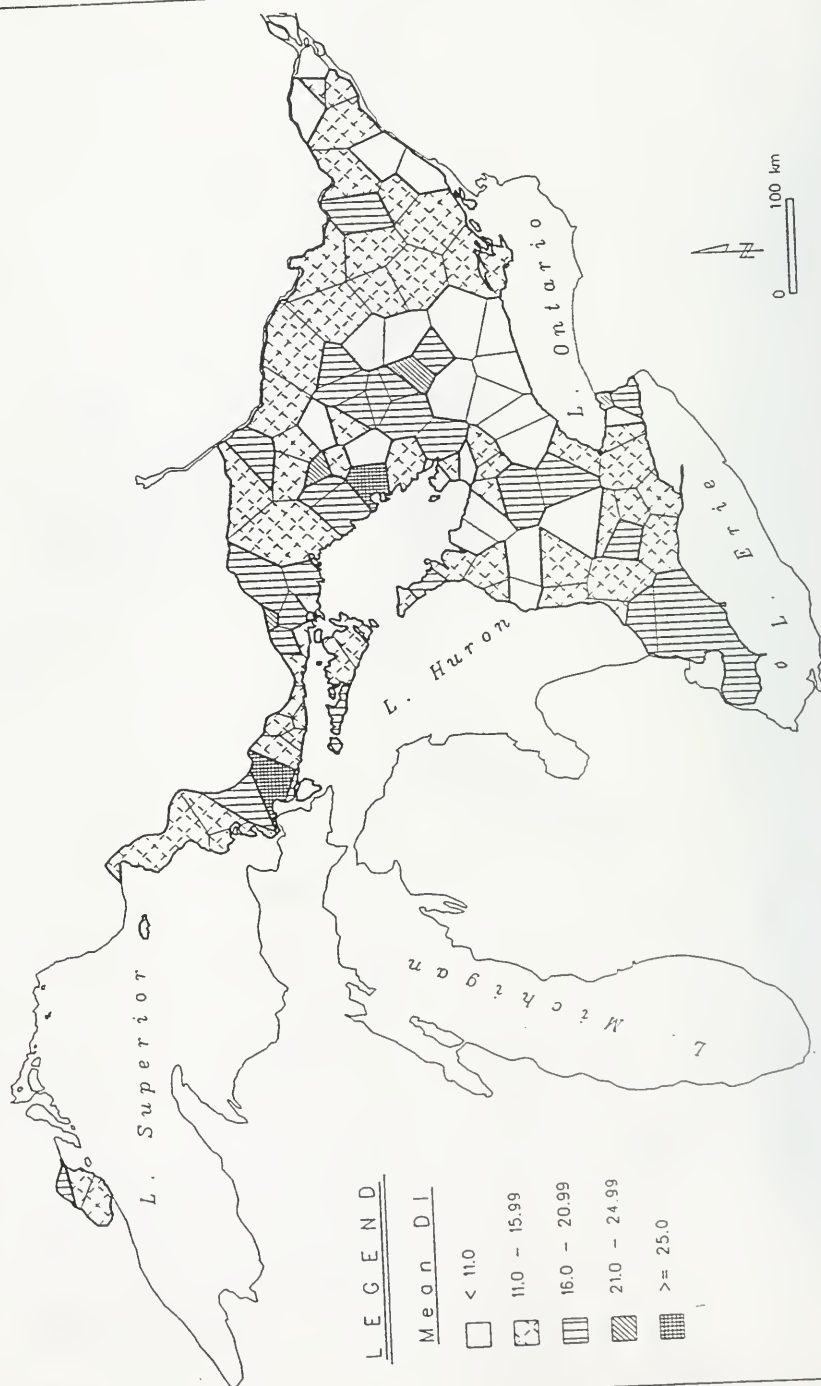 L. Superior
L. Michigan
L. Huron
L. Erie
L. Ontario
N
0 100 km
LEGEND
Mean DI
< 11.0
11.0 - 15.99
16.0 - 20.99
21.0 - 24.99
>= 25.0